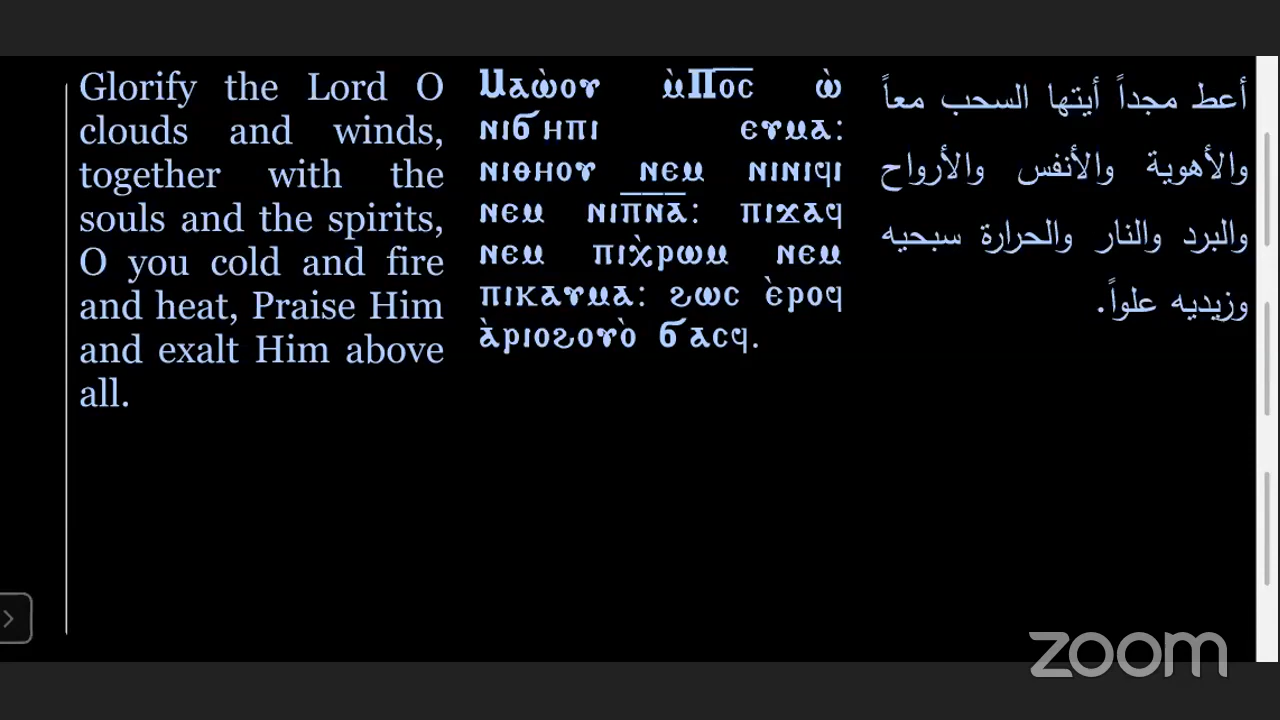 Glorify the Lord O
clouds and winds,
together with the
souls and the spirits,
O you cold and fire
and heat, Praise Him
and exalt Him above
all.
Ⲙⲁⲱ̀ⲟⲩ ⲙ̀Ⲡ̅ⲟ̅ⲥ̅ ⲱ̀
ⲛⲓϭⲏⲡⲓ ⲉⲩⲙⲁ:
ⲛⲓⲑⲏⲟⲩ ⲛⲉⲙ ⲛⲓⲛⲓϥⲓ
ⲛⲉⲙ ⲛⲓⲡ̅ⲛ̅ⲁ̅: ⲡⲓϫⲁϥ
ⲛⲉⲙ ⲡⲓⲭ̀ⲣⲱⲙ ⲛⲉⲙ
ⲡⲓⲕⲁⲩⲙⲁ: ϩⲱⲥ ⲉ̀ⲣⲟϥ
ⲁ̀ⲣⲓϩⲟⲩⲟ̀ ϭⲁⲥϥ.
أعط مجداً أيتها السحب معاً
والأهوية والأنفس والأرواح
والبرد والنار والحرارة سبحيه
وزيديه علواً.
zoom